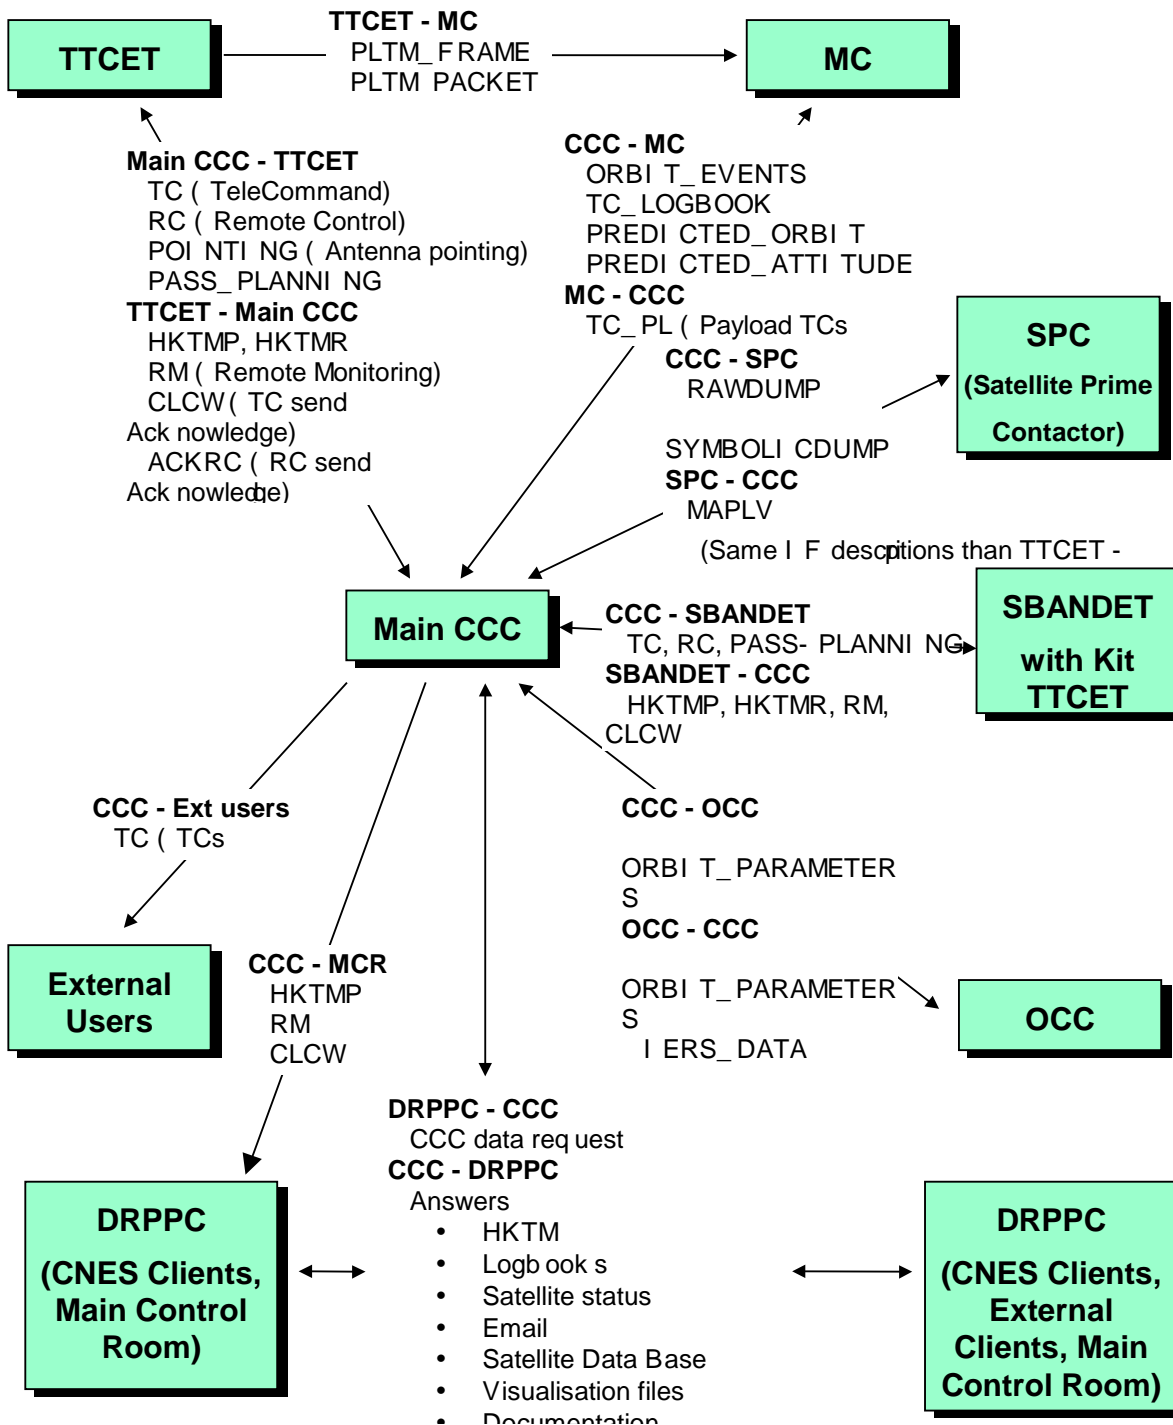 TTCET - MC
PLTM_FRAME
PLTM PACKET
TTCET
MC
Main CCC - TTCET
TC ( TeleCommand)
RC ( Remote Control)
POINTING ( Antenna pointing)
PASS_PLANNING
TTCET - Main CCC
HKTMP, HKTMR
RM ( Remote Monitoring)
CLCW ( TC send
Acknowledge)
ACKRC ( RC send
Acknowledge)
CCC - MC
ORBIT_EVENTS
TC_LOGBOOK
PREDICTED_ORBIT
PREDICTED_ATTITUDE
MC - CCC
TC_PL ( Payload TCs
CCC - SPC
RAWDUMP
SYMBOLICDUMP
SPC - CCC
MAPLV
SPC
(Satellite Prime
Contactor)
(Same IF descriptions than TTCET -
Main CCC
CCC - SBANDET
TC, RC, PASS-PLANNING
SBANDET - CCC
HKTMP, HKTMR, RM,
CLCW
SBANDET
with Kit
TTCET
CCC - Ext users
TC ( TCs
External
Users
CCC - MCR
HKTMP
RM
CLCW
CCC - OCC
ORBIT_PARAMETER
S
OCC - CCC
ORBIT_PARAMETER
S
IERS_DATA
OCC
DRPPC - CCC
CCC data request
CCC - DRPPC
Answers
• HKTM
• Logbooks
• Satellite status
• Email
• Satellite Data Base
• Visualisation files
• Documentation
DRPPC
(CNES Clients,
Main Control
Room)
DRPPC
(CNES Clients,
External
Clients, Main
Control Room)